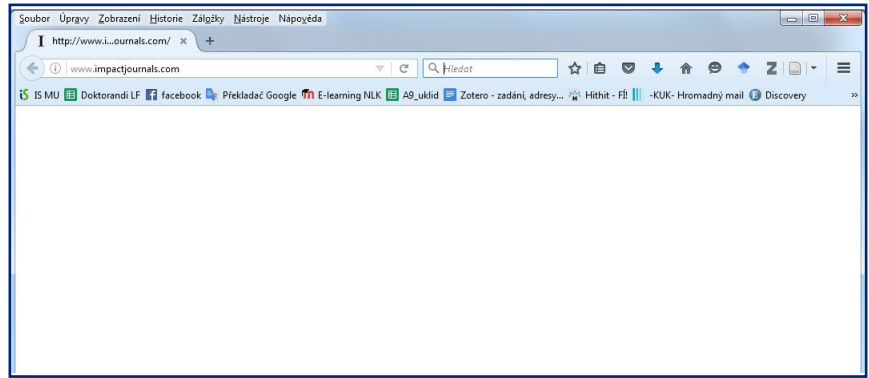 Soubor Úpravy Zobrazení Historie Záložky Nástroje Nápověda
http://www.i...ournals.com/ × +
www.impactjournals.com Hledat
IS MU Doktorandi LF facebook Překladač Google E-learning NLK A9_uklid Zotero - zadání, adresy... Hithit - FÍ! -KUK- Hromadný mail Discovery »